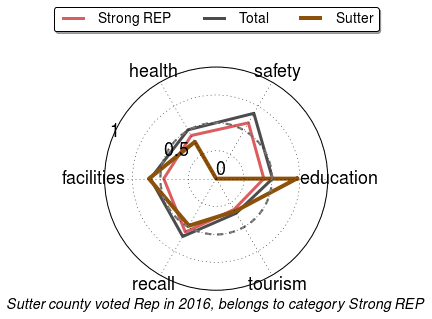 Strong REP Total Sutter
health safety
1
0.5
0
facilities education
recall tourism
Sutter county voted Rep in 2016, belongs to category Strong REP